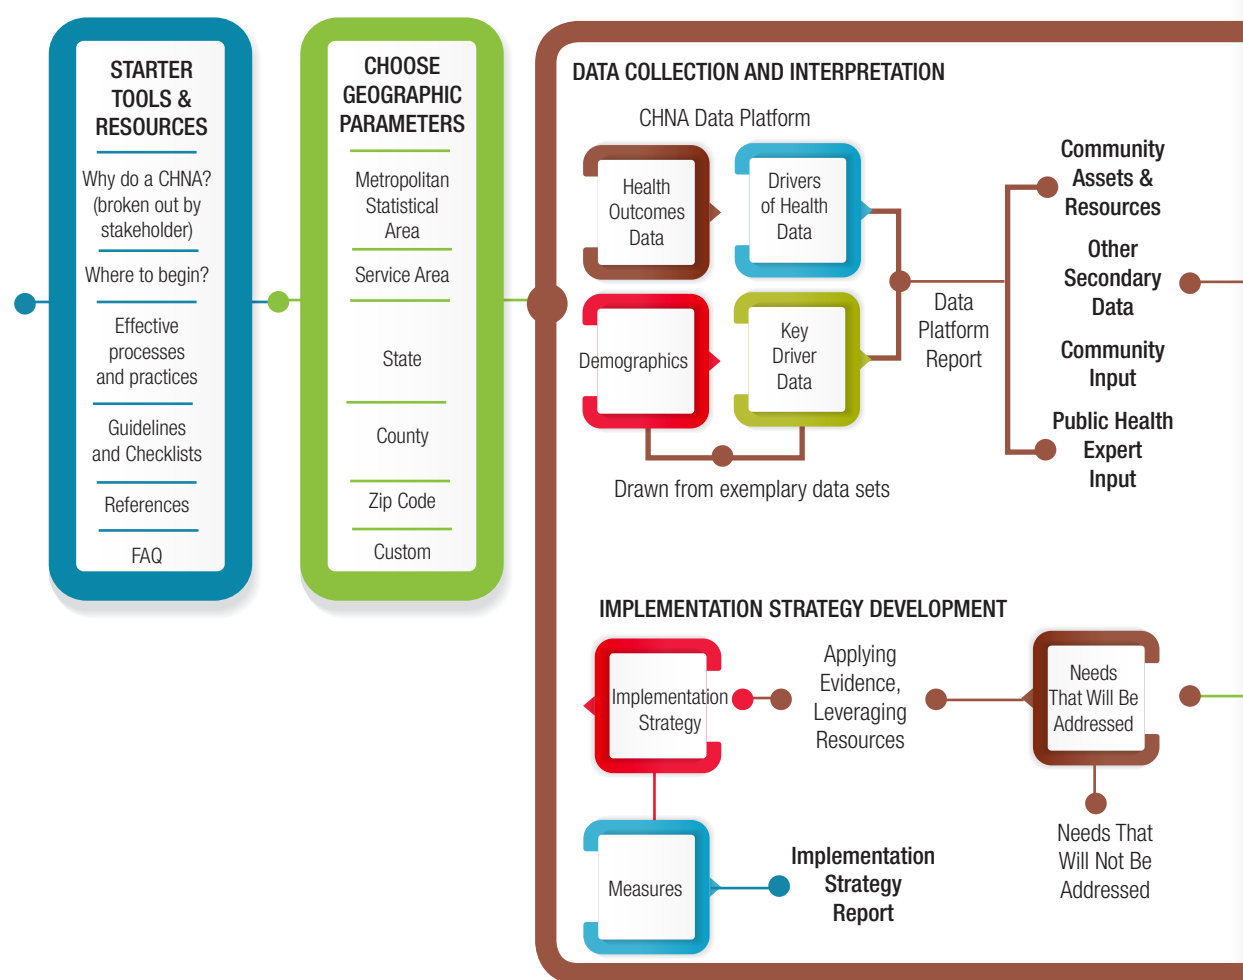 STARTER
TOOLS &
RESOURCES
Why do a CHNA?
(broken out by
stakeholder)
Where to begin?
Effective
processes
and practices
Guidelines
and Checklists
References
FAQ
CHOOSE
GEOGRAPHIC
PARAMETERS
Metropolitan
Statistical
Area
Service Area
State
County
Zip Code
Custom
DATA COLLECTION AND INTERPRETATION
CHNA Data Platform
Health
Outcomes
Data
Drivers
of Health
Data
Demographics
Key
Driver
Data
Drawn from exemplary data sets
Data
Platform
Report
Community
Assets &
Resources
Other
Secondary
Data
Community
Input
Public Health
Expert
Input
IMPLEMENTATION STRATEGY DEVELOPMENT
Implementation
Strategy
Applying
Evidence,
Leveraging
Resources
Needs
That Will Be
Addressed
Needs That
Will Not Be
Addressed
Measures
Implementation
Strategy
Report